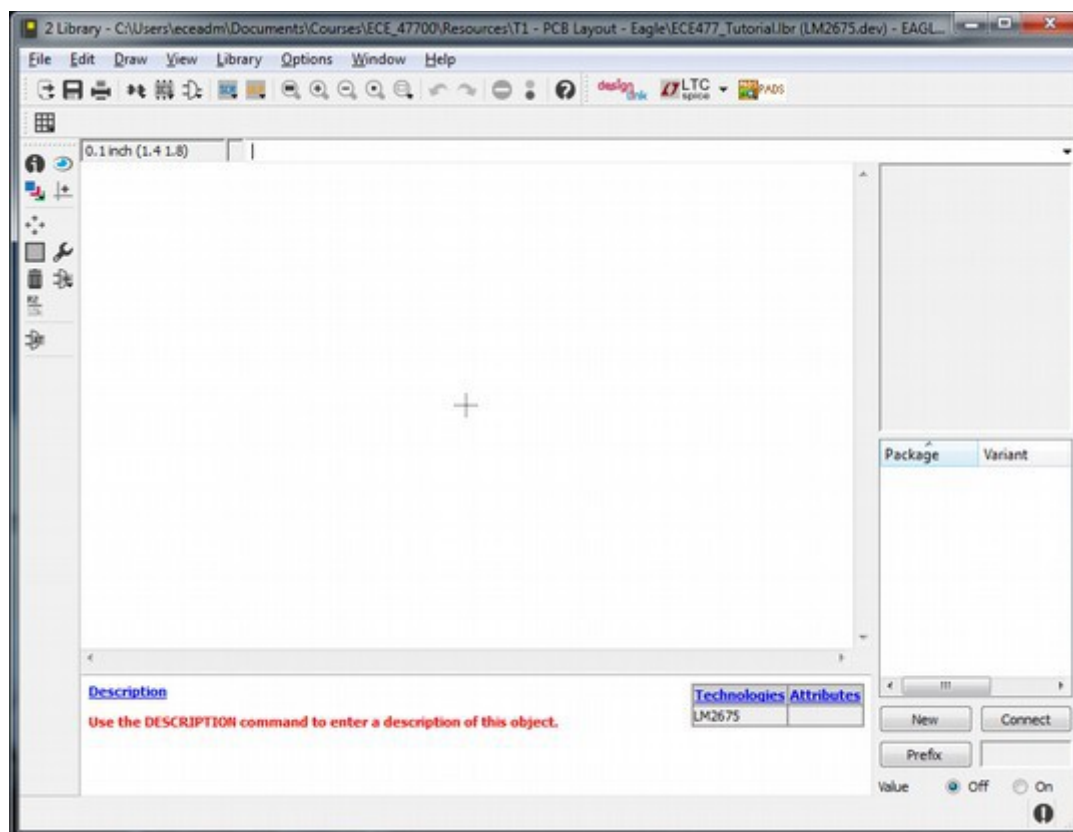 2 Library - C:\Users\eceadm\Documents\Courses\ECE_47700\Resources\T1 - PCB Layout - Eagle\ECE477_Tutorial.lbr (LM2675.dev) - EAGL...
File Edit Draw View Library Options Window Help
design link LTC spice PADS
0.1 inch (1.4 1.8)
Package Variant
Description
Technologies Attributes
Use the DESCRIPTION command to enter a description of this object.
LM2675
New Connect
Prefix
Value Off On